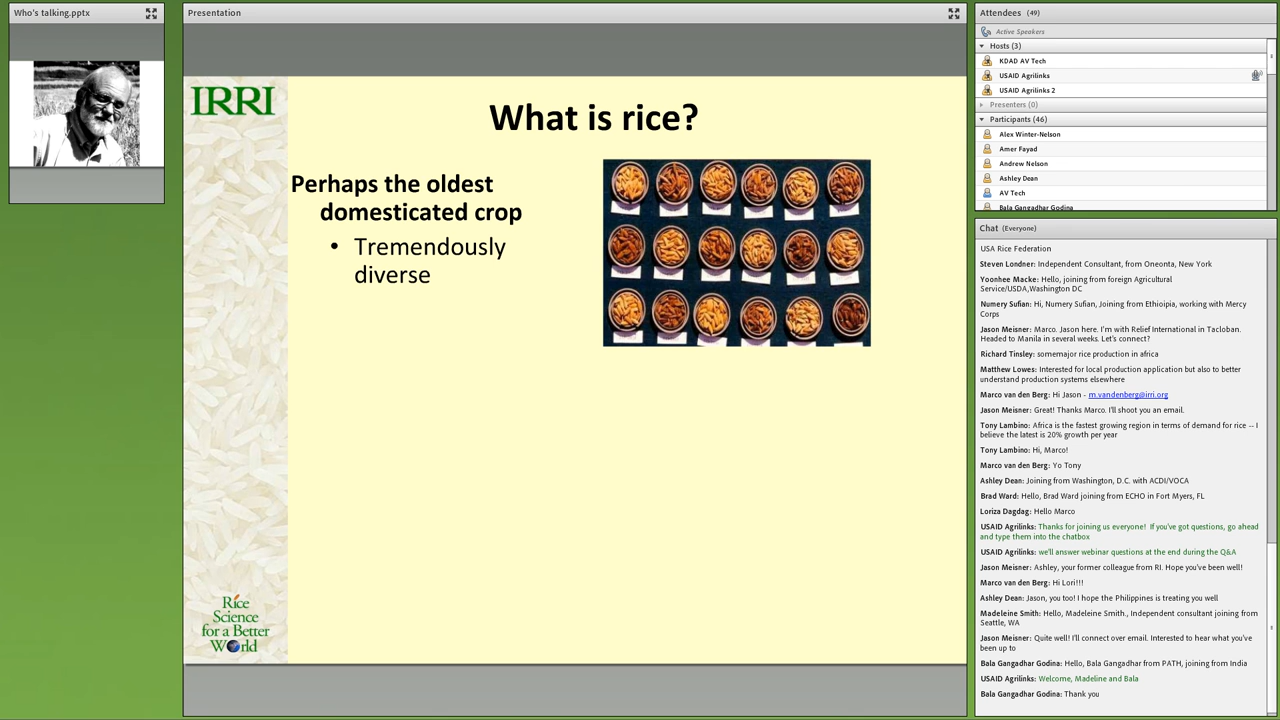 Who's talking.pptx
Presentation
IRRI
What is rice?
Perhaps the oldest
domesticated crop
• Tremendously
diverse
Rice
Science
for a Better
World
Attendees (49)
Active Speakers
Hosts (3)
KDAD AV Tech
USAID Agrilinks
USAID Agrilinks 2
Presenters (0)
Participants (46)
Alex Winter-Nelson
Amer Fayad
Andrew Nelson
Ashley Dean
AV Tech
Bala Gangadhar Godina
Chat (Everyone)
USA Rice Federation
Steven Londner: Independent Consultant, from Oneonta, New York
Yoonhee Macke: Hello, joining from foreign Agricultural
Service/USDA,Washington DC
Numery Sufian: Hi, Numery Sufian, Joining from Ethioipia, working with Mercy
Corps
Jason Meisner: Marco. Jason here. I'm with Relief International in Tacloban.
Headed to Manila in several weeks. Let's connect?
Richard Tinsley: somemajor rice production in africa
Matthew Lowes: Interested for local production application but also to better
understand production systems elsewhere
Marco van den Berg: Hi Jason - m.vandenberg@irri.org
Jason Meisner: Great! Thanks Marco. I'll shoot you an email.
Tony Lambino: Africa is the fastest growing region in terms of demand for rice -- I
believe the latest is 20% growth per year
Tony Lambino: Hi, Marco!
Marco van den Berg: Yo Tony
Ashley Dean: Joining from Washington, D.C. with ACDI/VOCA
Brad Ward: Hello, Brad Ward joining from ECHO in Fort Myers, FL
Loriza Dagdag: Hello Marco
USAID Agrilinks: Thanks for joining us everyone! If you've got questions, go ahead
and type them into the chatbox
USAID Agrilinks: we'll answer webinar questions at the end during the Q&A
Jason Meisner: Ashley, your former colleague from RI. Hope you've been well!
Marco van den Berg: Hi Lori!!!
Ashley Dean: Jason, you too! I hope the Philippines is treating you well
Madeleine Smith: Hello, Madeleine Smith., Independent consultant joining from
Seattle, WA
Jason Meisner: Quite well! I'll connect over email. Interested to hear what you've
been up to
Bala Gangadhar Godina: Hello, Bala Gangadhar from PATH, joining from India
USAID Agrilinks: Welcome, Madeline and Bala
Bala Gangadhar Godina: Thank you